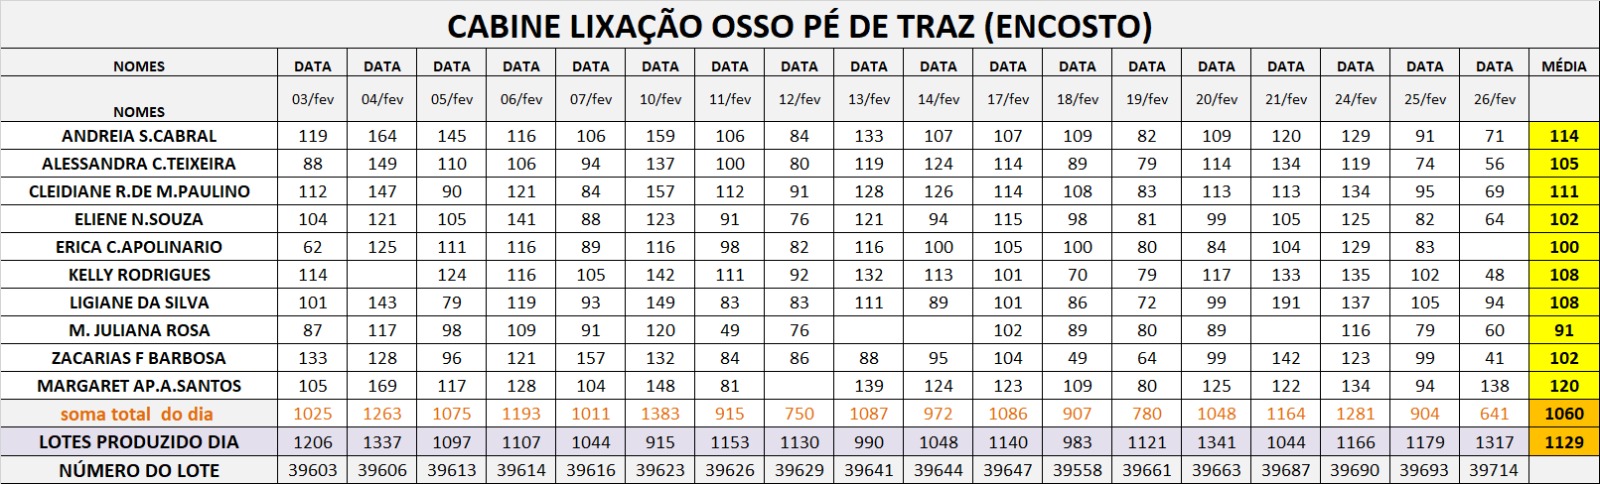 CABINE LIXAÇÃO OSSO PÉ DE TRAZ (ENCOSTO)
NOMES DATA DATA DATA DATA DATA DATA DATA DATA DATA DATA DATA DATA DATA DATA DATA DATA DATA DATA MÉDIA
NOMES 03/fev 04/fev 05/fev 06/fev 07/fev 10/fev 11/fev 12/fev 13/fev 14/fev 17/fev 18/fev 19/fev 20/fev 21/fev 24/fev 25/fev 26/fev
ANDREIA S.CABRAL 119 164 145 116 106 159 106 84 133 107 107 109 82 109 120 129 91 71 114
ALESSANDRA C.TEIXEIRA 88 149 110 106 94 137 100 80 119 124 114 89 79 114 134 119 74 56 105
CLEIDIANE R.DE M.PAULINO 112 147 90 121 84 157 112 91 128 126 114 108 83 113 113 134 95 69 111
ELIENE N.SOUZA 104 121 105 141 88 123 91 76 121 94 115 98 81 99 105 125 82 64 102
ERICA C.APOLINARIO 62 125 111 116 89 116 98 82 116 100 105 100 80 84 104 129 83 100
KELLY RODRIGUES 114 124 116 105 142 111 92 132 113 101 70 79 117 133 135 102 48 108
LIGIANE DA SILVA 101 143 79 119 93 149 83 83 111 89 101 86 72 99 191 137 105 94 108
M. JULIANA ROSA 87 117 98 109 91 120 49 76 102 89 80 89 116 79 60 91
ZACARIAS F BARBOSA 133 128 96 121 157 132 84 86 88 95 104 49 64 99 142 123 99 41 102
MARGARET AP.A.SANTOS 105 169 117 128 104 148 81 139 124 123 109 80 125 122 134 94 138 120
soma total do dia 1025 1263 1075 1193 1011 1383 915 750 1087 972 1086 907 780 1048 1164 1281 904 641 1060
LOTES PRODUZIDO DIA 1206 1337 1097 1107 1044 915 1153 1130 990 1048 1140 983 1121 1341 1044 1166 1179 1317 1129
NÚMERO DO LOTE 39603 39606 39613 39614 39616 39623 39626 39629 39641 39644 39647 39558 39661 39663 39687 39690 39693 39714